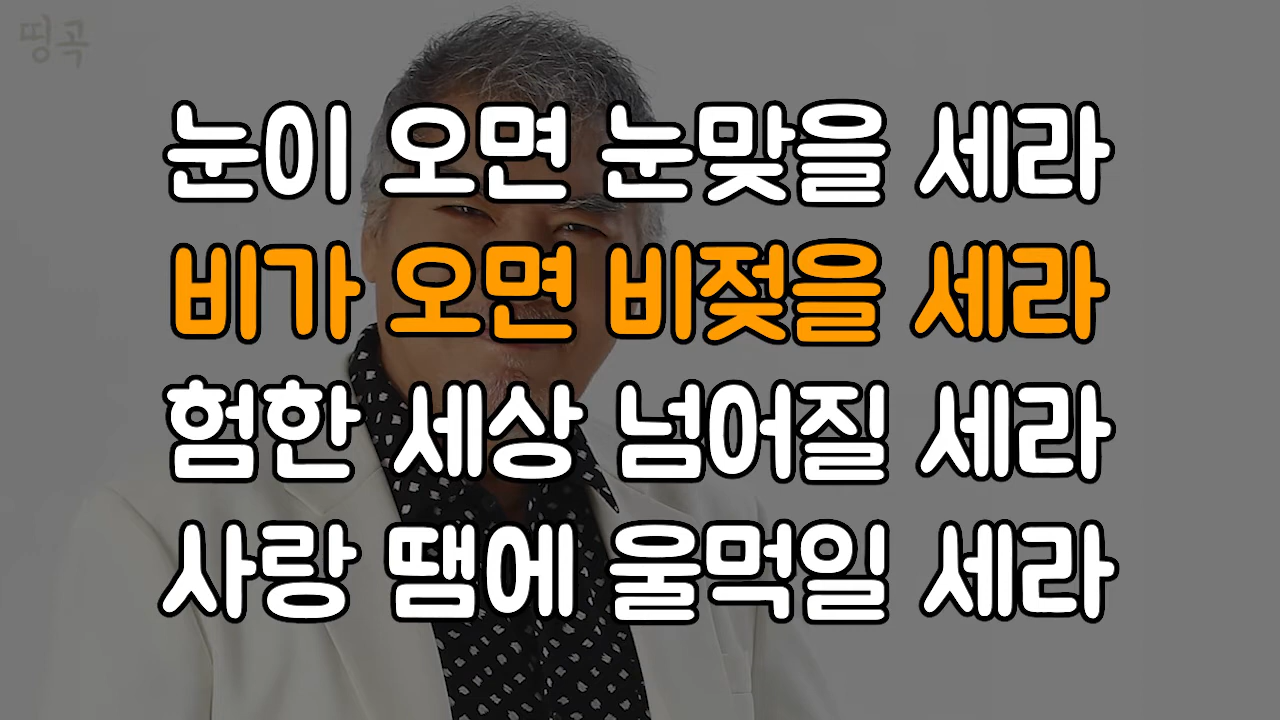 띵곡
눈이 오면 눈맞을 세라
비가 오면 비젖을 세라
험한 세상 넘어질 세라
사랑 땜에 울먹일 세라